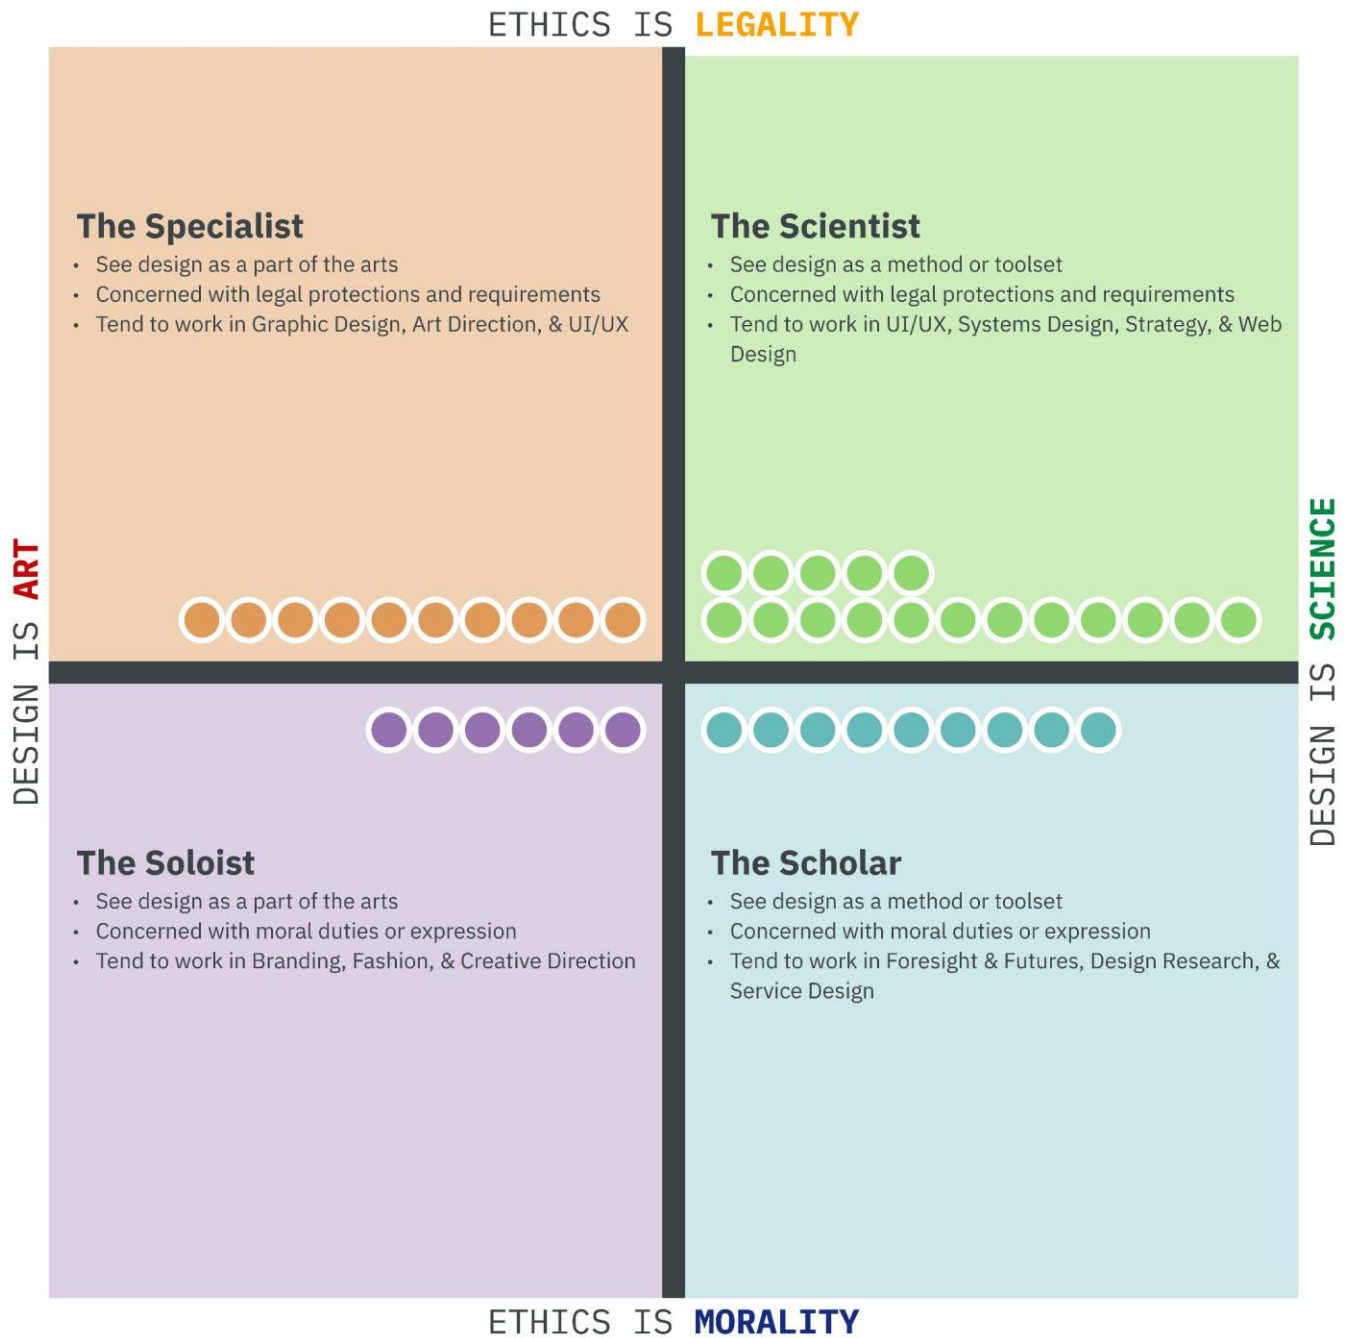 ETHICS IS LEGALITY
The Specialist
• See design as a part of the arts
• Concerned with legal protections and requirements
• Tend to work in Graphic Design, Art Direction, & UI/UX
The Scientist
• See design as a method or toolset
• Concerned with legal protections and requirements
• Tend to work in UI/UX, Systems Design, Strategy, & Web
Design
DESIGN IS ART
DESIGN IS SCIENCE
The Soloist
• See design as a part of the arts
• Concerned with moral duties or expression
• Tend to work in Branding, Fashion, & Creative Direction
The Scholar
• See design as a method or toolset
• Concerned with moral duties or expression
• Tend to work in Foresight & Futures, Design Research, &
Service Design
ETHICS IS MORALITY